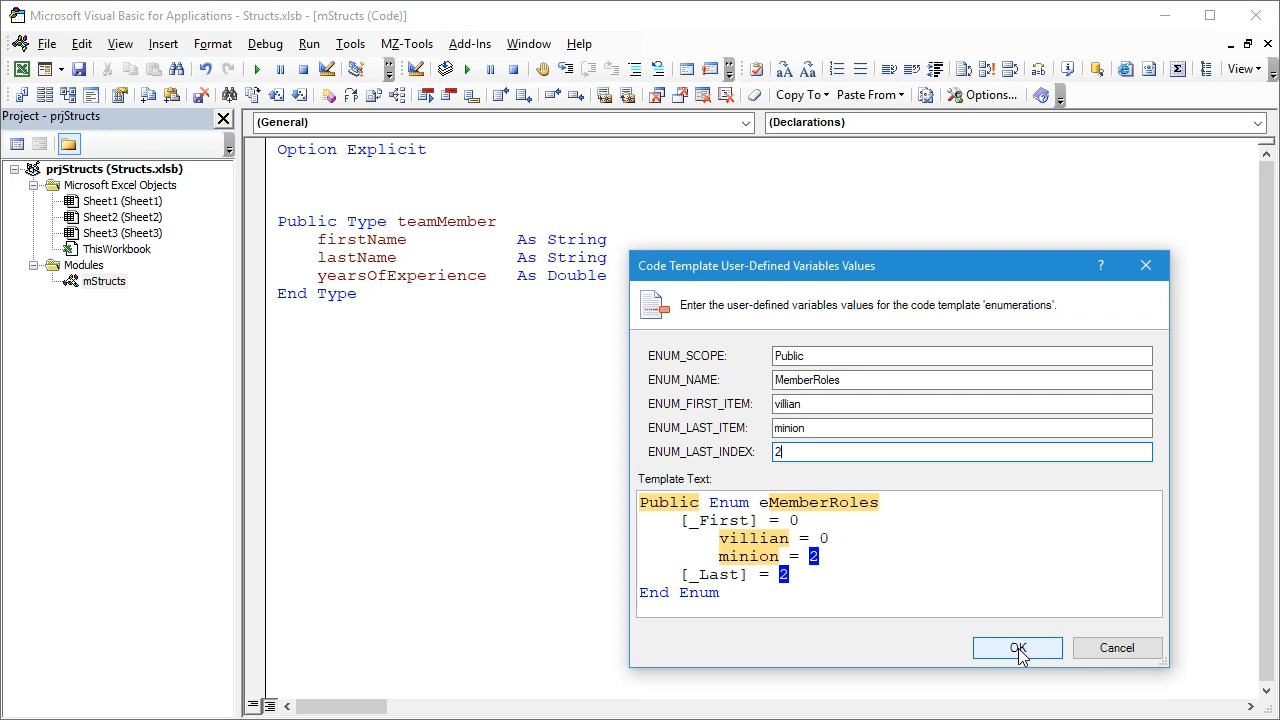 Microsoft Visual Basic for Applications - Structs.xlsb - [mStructs (Code)]
File Edit View Insert Format Debug Run Tools MZ-Tools Add-Ins Window Help
View
Copy To Paste From Options...
Project - prjStructs
(General) (Declarations)
prjStructs (Structs.xlsb)
Microsoft Excel Objects
Sheet1 (Sheet1)
Sheet2 (Sheet2)
Sheet3 (Sheet3)
ThisWorkbook
Modules
mStructs
Option Explicit
Public Type teamMember
firstName As String
lastName As String
yearsOfExperience As Double
End Type
Code Template User-Defined Variables Values
Enter the user-defined variables values for the code template 'enumerations'.
ENUM_SCOPE: Public
ENUM_NAME: MemberRoles
ENUM_FIRST_ITEM: villian
ENUM_LAST_ITEM: minion
ENUM_LAST_INDEX: 2
Template Text:
Public Enum eMemberRoles
[_First] = 0
villian = 0
minion = 2
[_Last] = 2
End Enum
OK Cancel